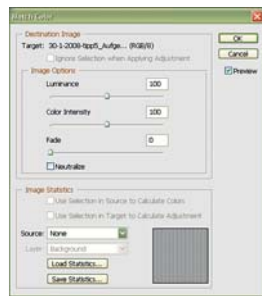 Match Color
Destination Image
Target: 30-1-2008-tippl5_Aufge... (RGB/8)
OK
Cancel
Preview
Ignore Selection when Applying Adjustment
Image Options
Luminance 100
Color Intensity 100
Fade 0
Neutralize
Image Statistics
Use Selection in Source to Calculate Colors
Use Selection in Target to Calculate Adjustment
Source: None
Layer: Background
Load Statistics...
Save Statistics...